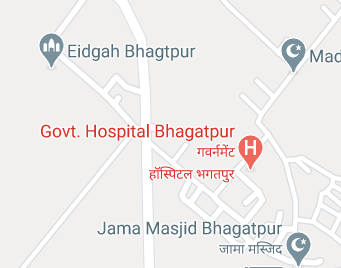 Eidgah Bhagtpur
Mad
Govt. Hospital Bhagatpur
गवर्नमेंट
हॉस्पिटल भगतपुर
H
Jama Masjid Bhagatpur
जामा मस्जिद